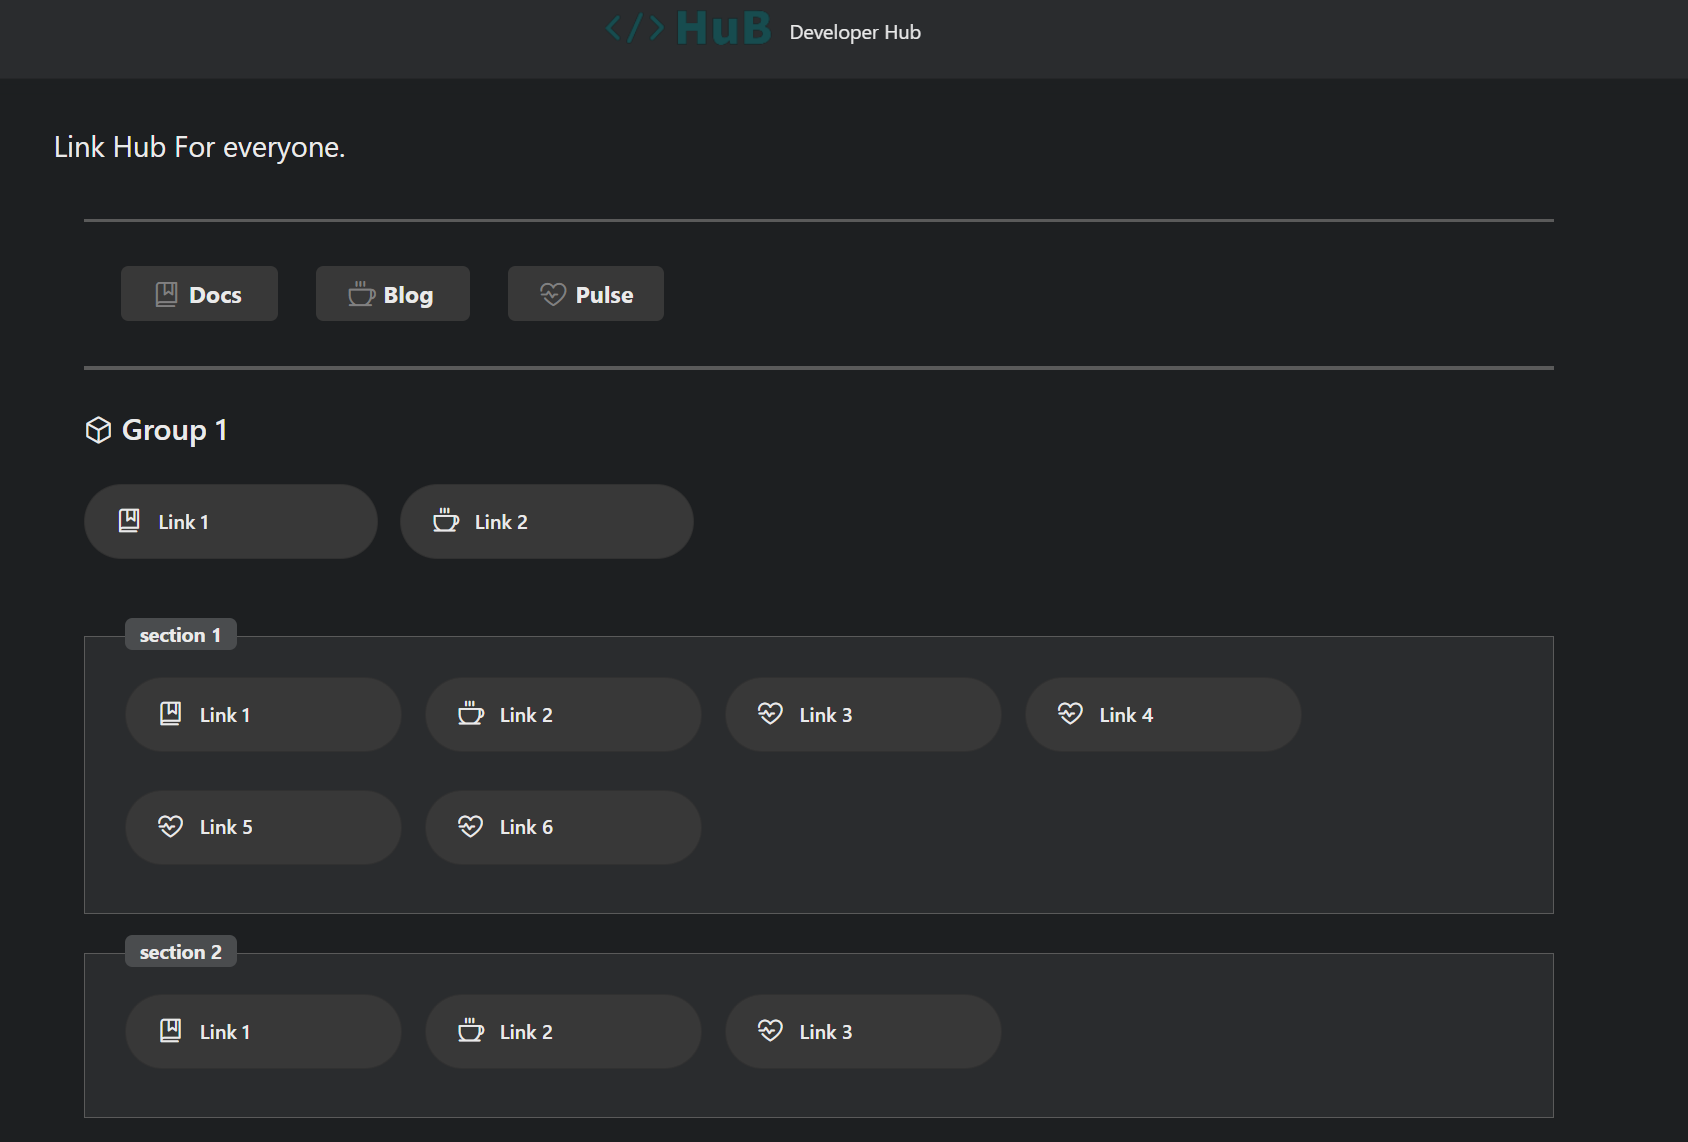 </> HuB Developer Hub
Link Hub For everyone.
Docs Blog Pulse
Group 1
Link 1 Link 2
section 1
Link 1 Link 2 Link 3 Link 4
Link 5 Link 6
section 2
Link 1 Link 2 Link 3